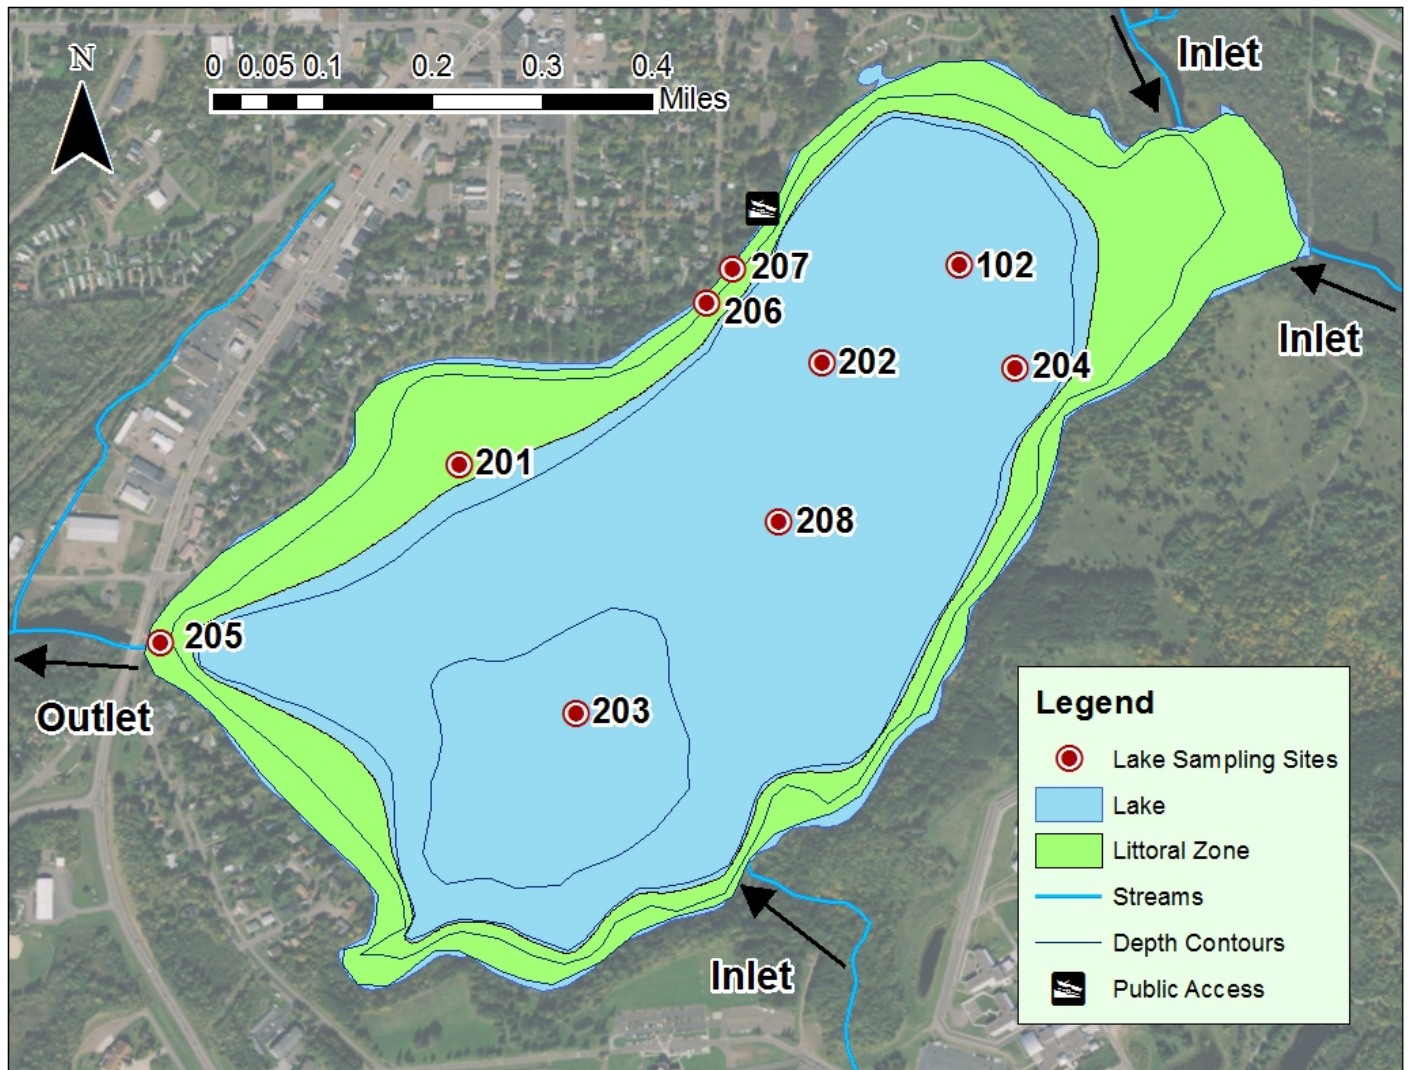 N
0 0.05 0.1 0.2 0.3 0.4
Miles
Inlet
207
102
206
Inlet
202
204
201
208
205
Outlet
203
Legend
Lake Sampling Sites
Lake
Littoral Zone
Streams
Depth Contours
Public Access
Inlet